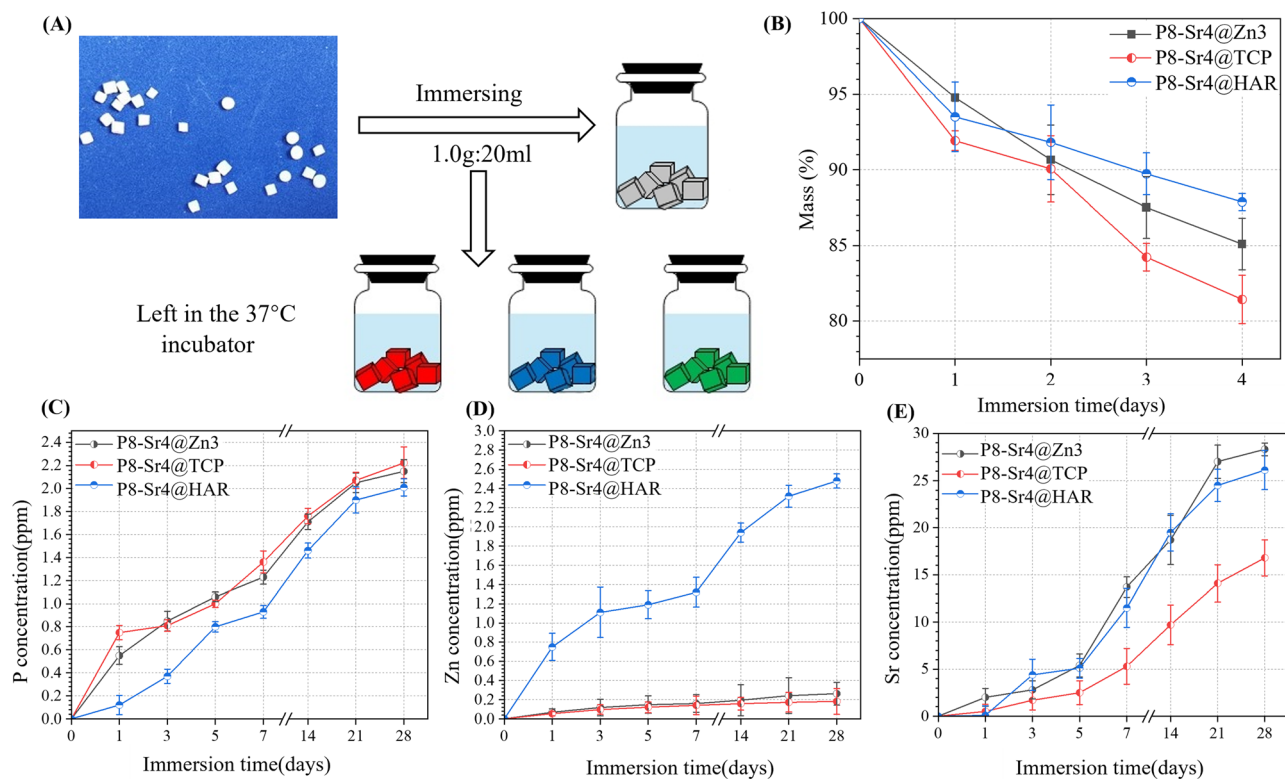 (A)
Immersing
1.0g:20ml
Left in the 37°C
incubator
(B)
P8-Sr4@Zn3
P8-Sr4@TCP
P8-Sr4@HAR
100
95
90
85
80
Mass (%)
0 1 2 3 4
Immersion time(days)
(C)
P8-Sr4@Zn3
P8-Sr4@TCP
P8-Sr4@HAR
2.4
2.2
2.0
1.8
1.6
1.4
1.2
1.0
0.8
0.6
0.4
0.2
0.0
P concentration(ppm)
0 1 3 5 7 14 21 28
Immersion time(days)
(D)
P8-Sr4@Zn3
P8-Sr4@TCP
P8-Sr4@HAR
3.0
2.8
2.6
2.4
2.2
2.0
1.8
1.6
1.4
1.2
1.0
0.8
0.6
0.4
0.2
0.0
Zn concentration(ppm)
0 1 3 5 7 14 21 28
Immersion time(days)
(E)
P8-Sr4@Zn3
P8-Sr4@TCP
P8-Sr4@HAR
30
25
20
15
10
5
0
Sr concentration(ppm)
0 1 3 5 7 14 21 28
Immersion time(days)